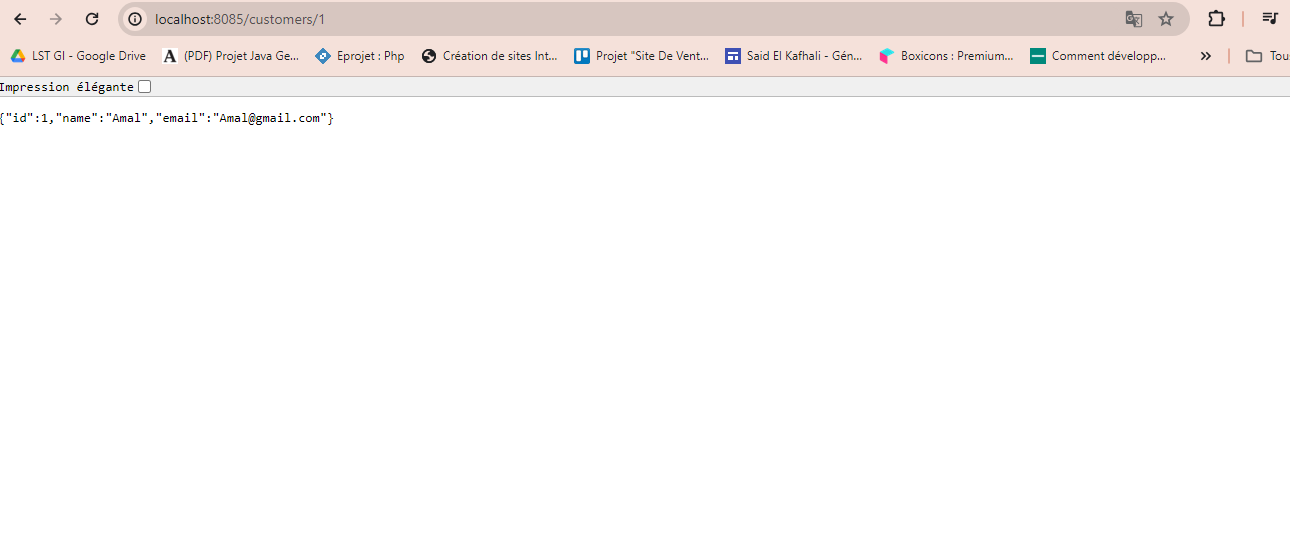 localhost:8085/customers/1
LST GI - Google Drive A (PDF) Projet Java Ge... Eprojet : Php Création de sites Int... Projet "Site De Vent... Said El Kafhali - Gén... Boxicons : Premium... Comment développ... » Tous
Impression élégante
{"id":1,"name":"Amal","email":"Amal@gmail.com"}